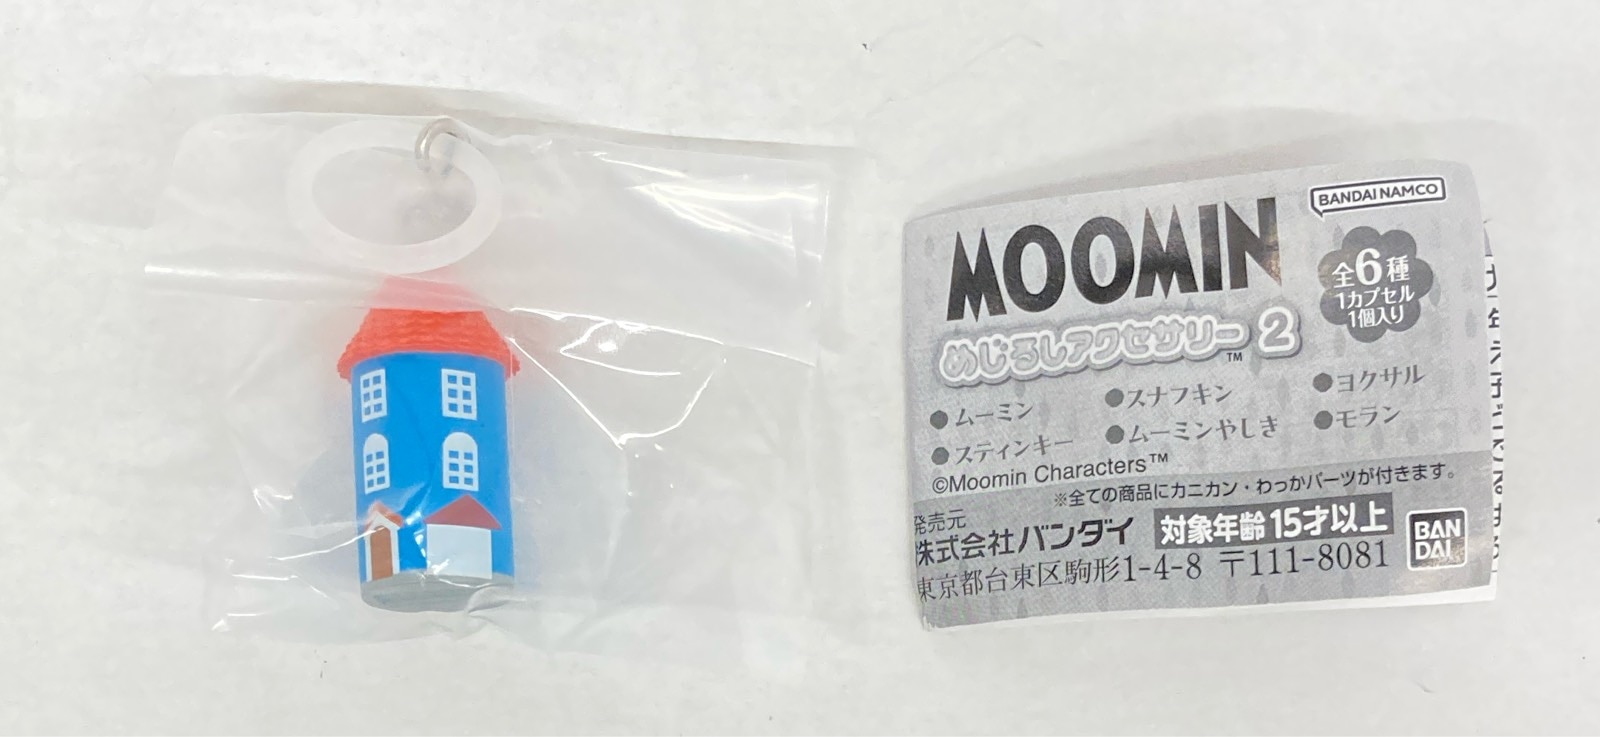 BANDAI NAMCO
MOOMIN
全6種
1カプセル
1個入り
めじるしアクセサリー™ 2
●ムーミン ●スナフキン ●ヨクサル
●スティンキー ●ムーミンやしき ●モラン
©Moomin Characters™
※全ての商品にカニカン・わっかパーツが付きます。
発売元
株式会社バンダイ 対象年齢15才以上
東京都台東区駒形1-4-8 〒111-8081
BAN
DAI